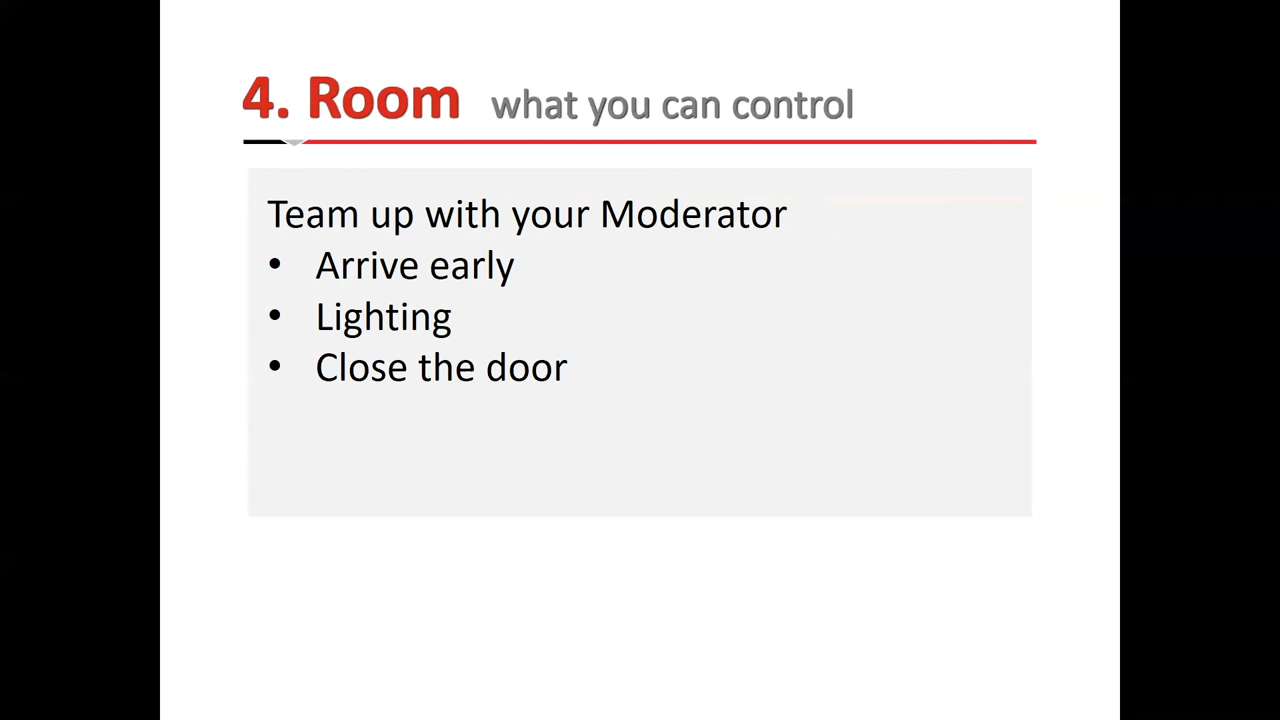 4. Room what you can control
Team up with your Moderator
• Arrive early
• Lighting
• Close the door